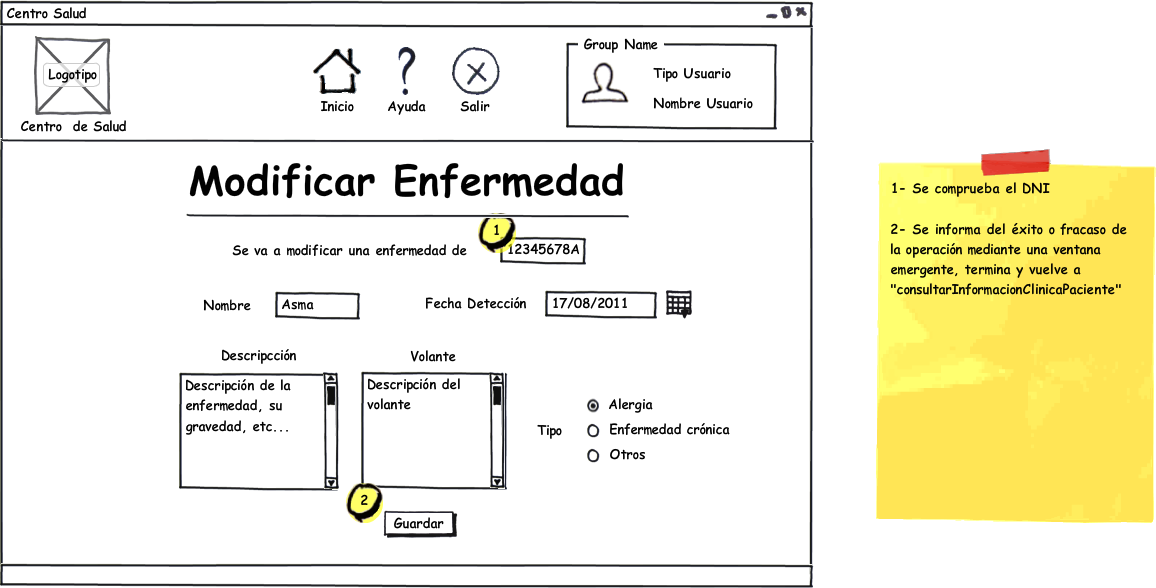 Centro Salud
Logotipo
Centro de Salud
Inicio
Ayuda
Salir
Group Name
Tipo Usuario
Nombre Usuario
Modificar Enfermedad
Se va a modificar una enfermedad de
1
12345678A
Nombre
Asma
Fecha Detección
17/08/2011
Descripcción
Descripción de la
enfermedad, su
gravedad, etc...
Volante
Descripción del
volante
Tipo
Alergia
Enfermedad crónica
Otros
2
Guardar
1- Se comprueba el DNI
2- Se informa del éxito o fracaso de
la operación mediante una ventana
emergente, termina y vuelve a
"consultarInformacionClinicaPaciente"